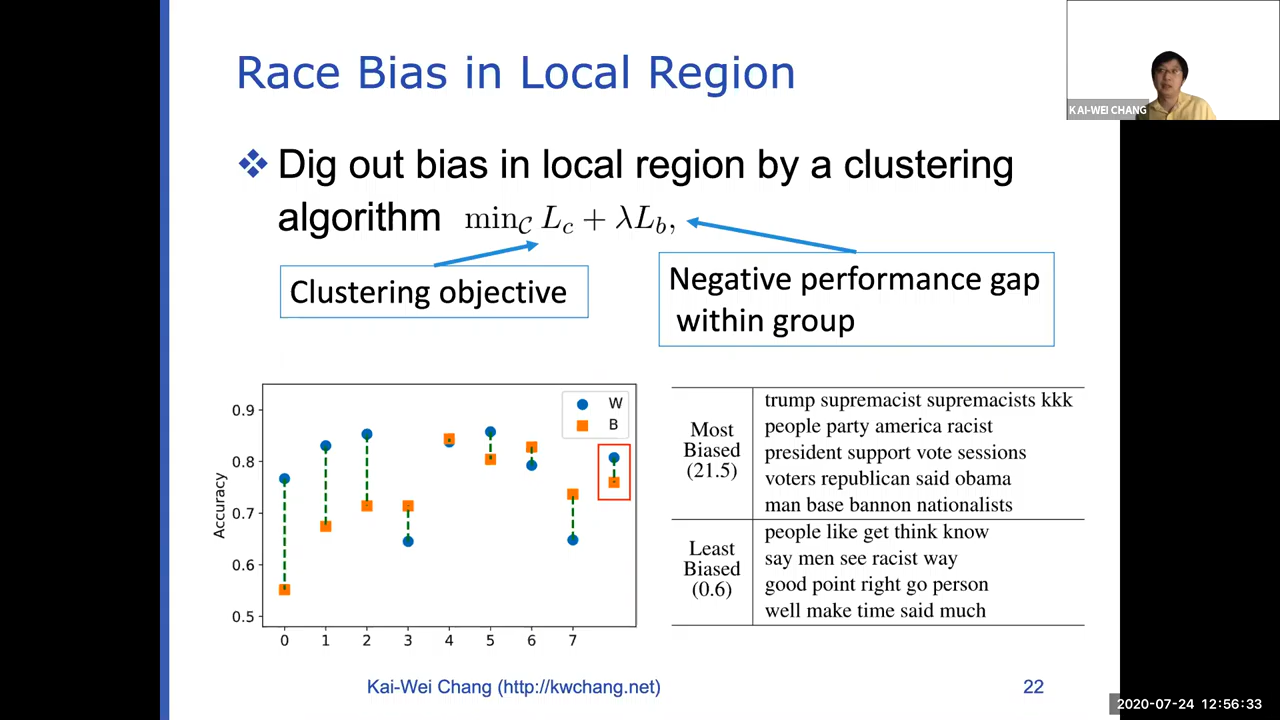 Race Bias in Local Region
KAI-WEI CHANG
❖ Dig out bias in local region by a clustering
algorithm min_𝒞 L_c + λL_b,
Clustering objective
Negative performance gap
within group
W
B
Accuracy
0.9
0.8
0.7
0.6
0.5
0 1 2 3 4 5 6 7
Most
Biased
(21.5)
trump supremacist supremacists kkk
people party america racist
president support vote sessions
voters republican said obama
man base bannon nationalists
Least
Biased
(0.6)
people like get think know
say men see racist way
good point right go person
well make time said much
Kai-Wei Chang (http://kwchang.net)
22
2020-07-24 12:56:33